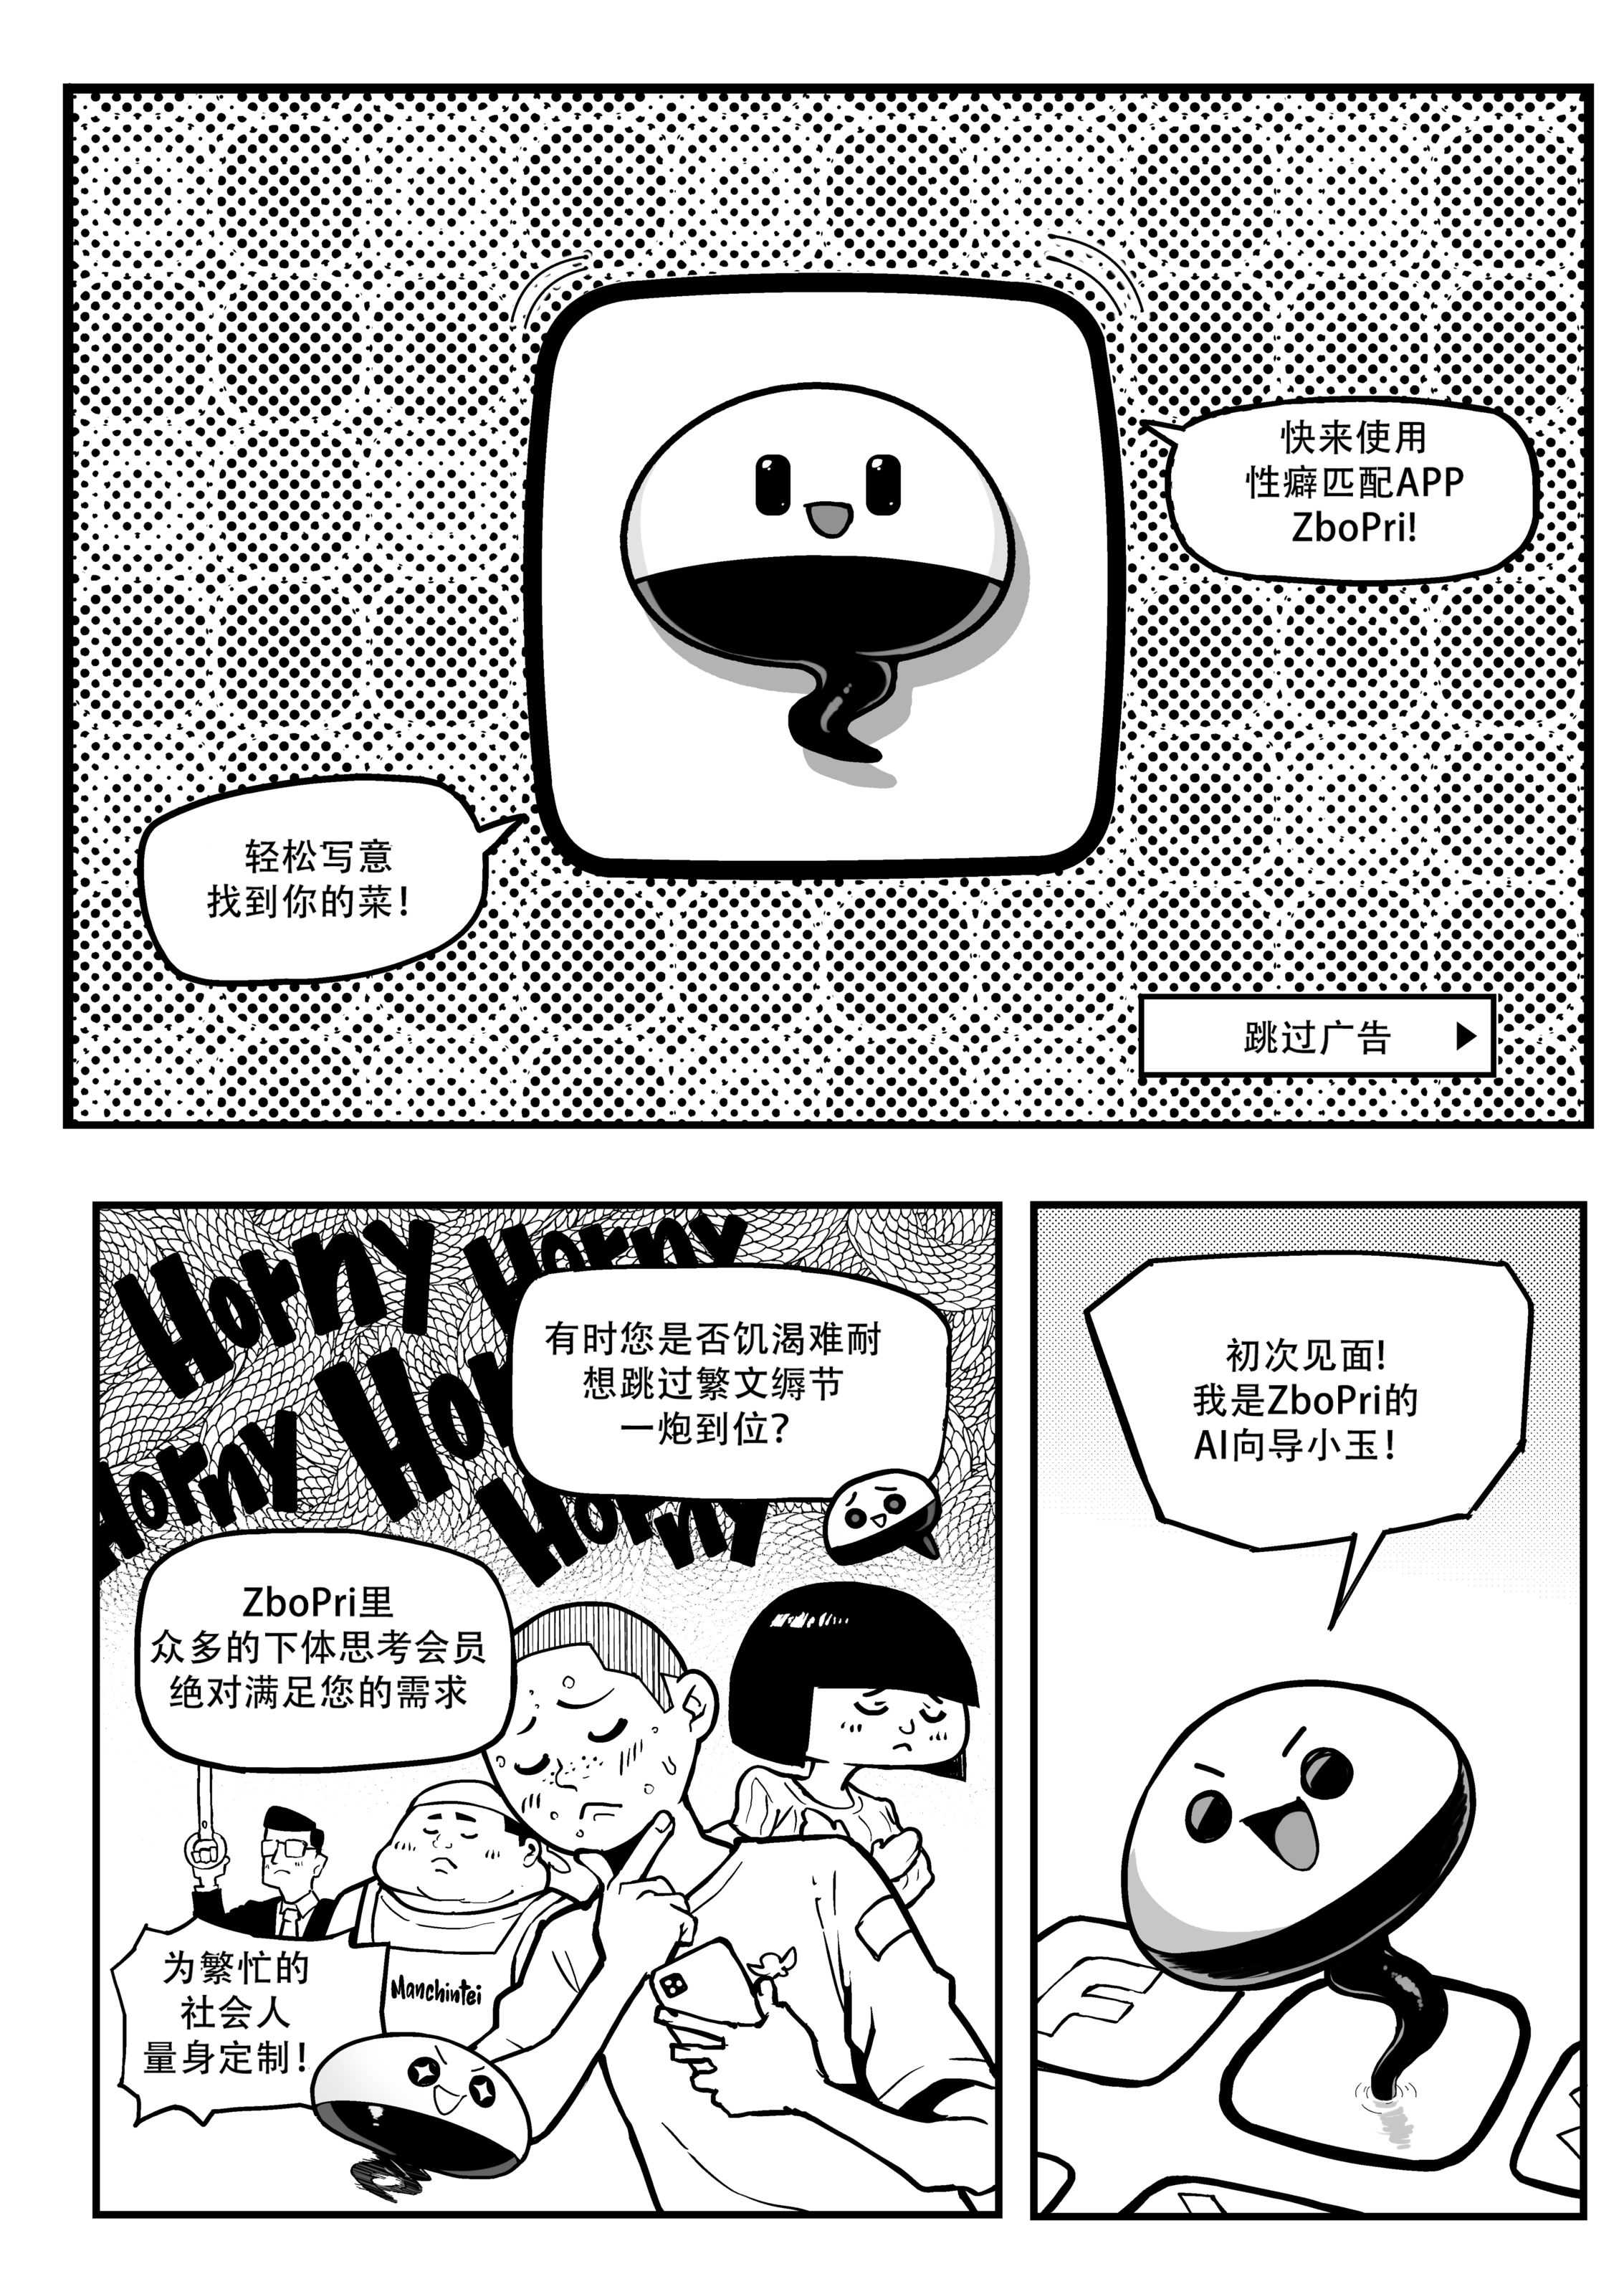 快来使用
性癖匹配APP
ZboPri!
轻松写意
找到你的菜!
跳过广告
初次见面!
我是ZboPri的
AI向导小玉!
Horny Horny
Horny
Horny
Horny
有时您是否饥渴难耐
想跳过繁文缛节
一炮到位?
ZboPri里
众多的下体思考会员
绝对满足您的需求
Manchintei
为繁忙的
社会人
量身定制!